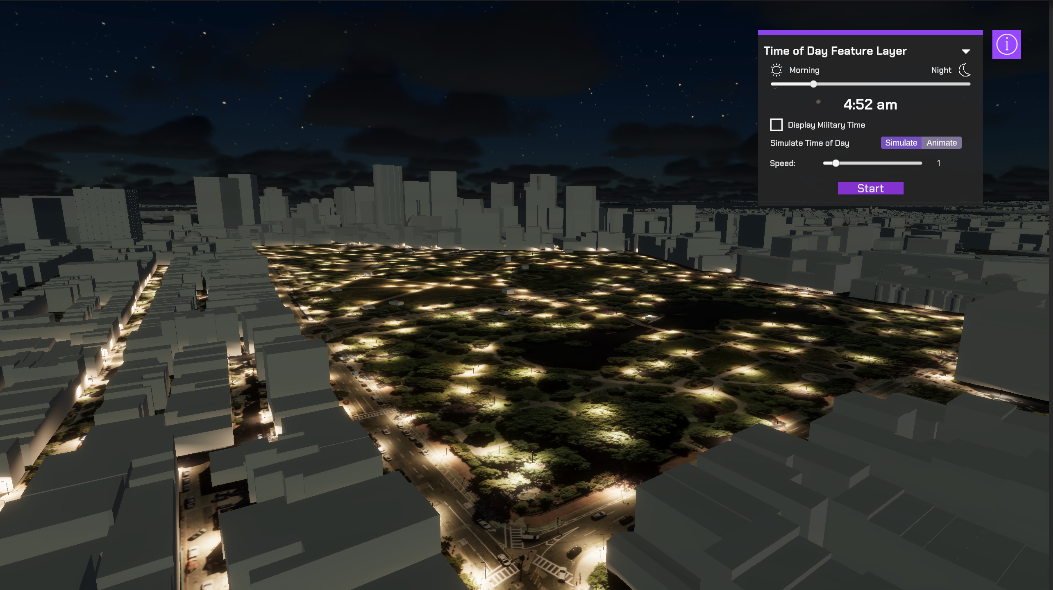 Time of Day Feature Layer
Morning Night
4:52 am
Display Military Time
Simulate Time of Day Simulate Animate
Speed: 1
Start